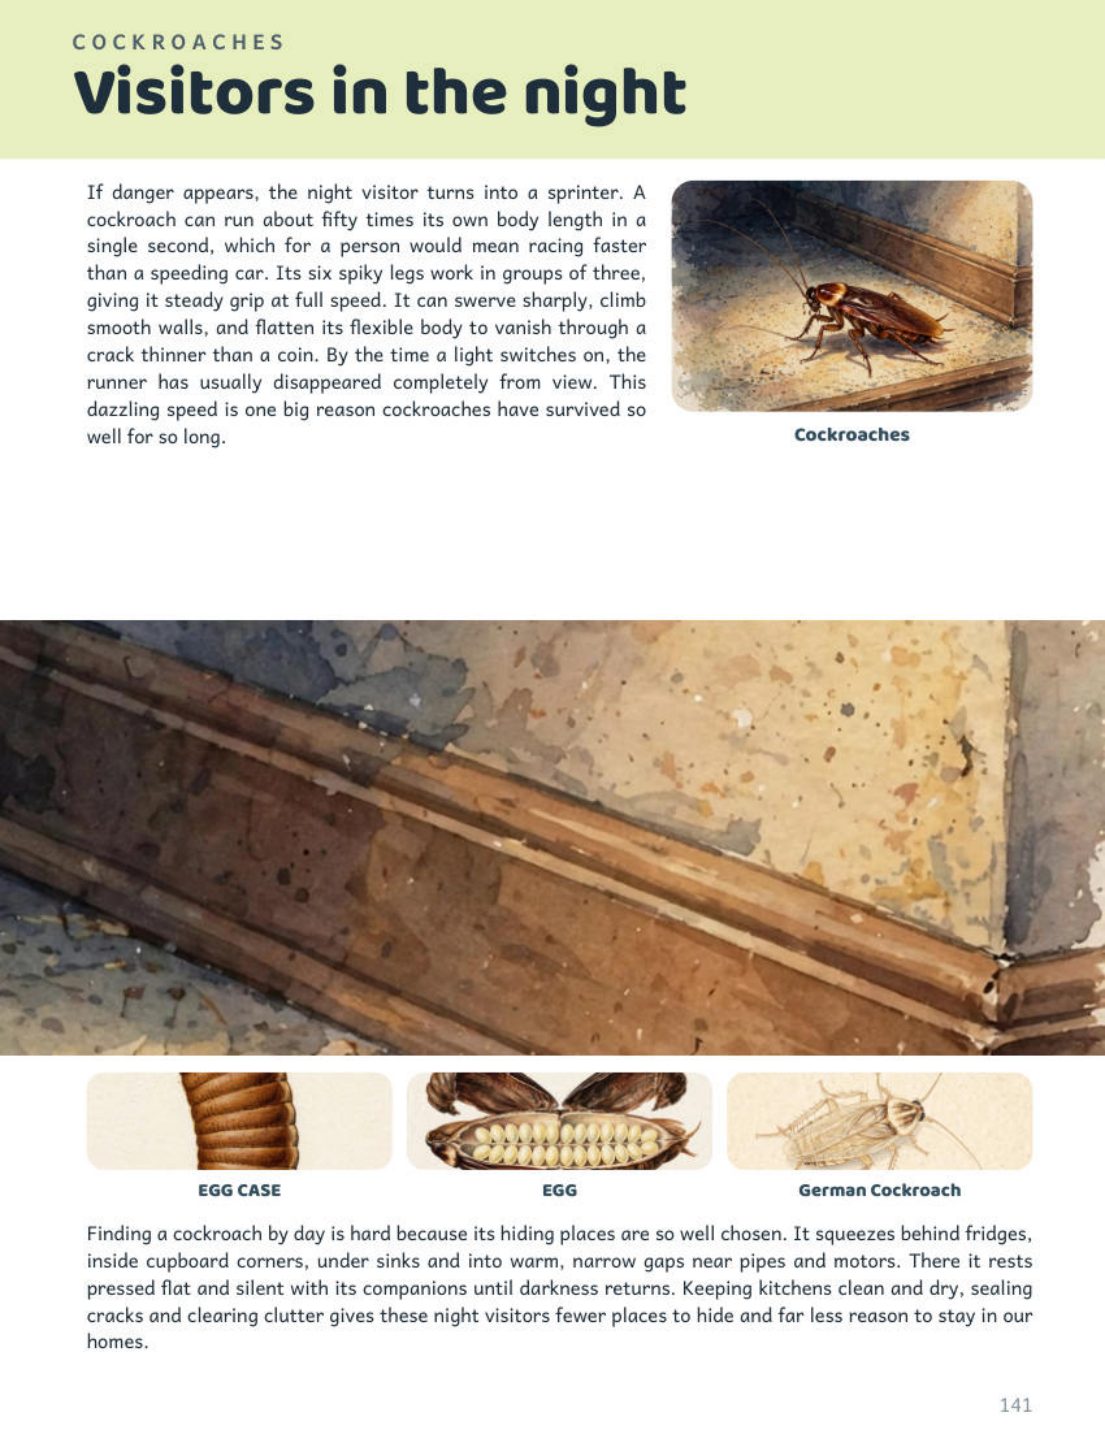 COCKROACHES
Visitors in the night
If danger appears, the night visitor turns into a sprinter. A
cockroach can run about fifty times its own body length in a
single second, which for a person would mean racing faster
than a speeding car. Its six spiky legs work in groups of three,
giving it steady grip at full speed. It can swerve sharply, climb
smooth walls, and flatten its flexible body to vanish through a
crack thinner than a coin. By the time a light switches on, the
runner has usually disappeared completely from view. This
dazzling speed is one big reason cockroaches have survived so
well for so long.
Cockroaches
EGG CASE
EGG
German Cockroach
Finding a cockroach by day is hard because its hiding places are so well chosen. It squeezes behind fridges,
inside cupboard corners, under sinks and into warm, narrow gaps near pipes and motors. There it rests
pressed flat and silent with its companions until darkness returns. Keeping kitchens clean and dry, sealing
cracks and clearing clutter gives these night visitors fewer places to hide and far less reason to stay in our
homes.
141